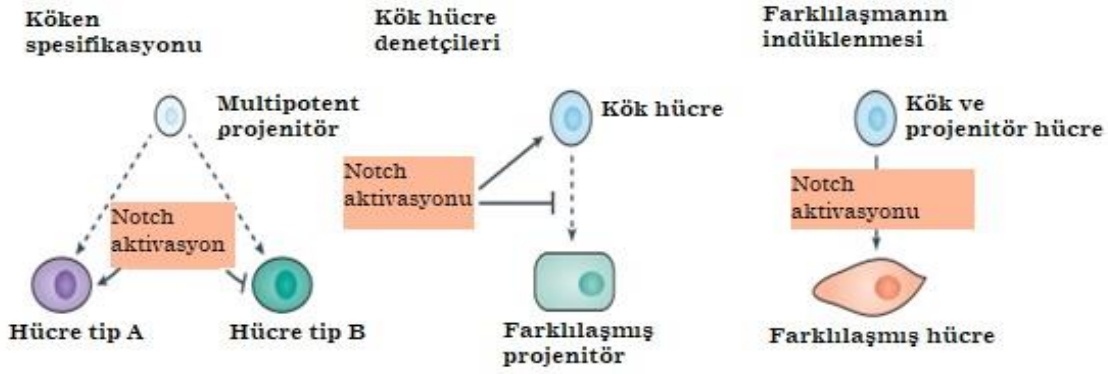 Köken
spesifikasyonu
Multipotent
projenitör
Notch
aktivasyon
Hücre tip A
Hücre tip B
Kök hücre
denetçileri
Kök hücre
Notch
aktivasyonu
Farklılaşmış
projenitör
Farklılaşmanın
indüklenmesi
Kök ve
projenitör hücre
Notch
aktivasyonu
Farklılaşmış hücre